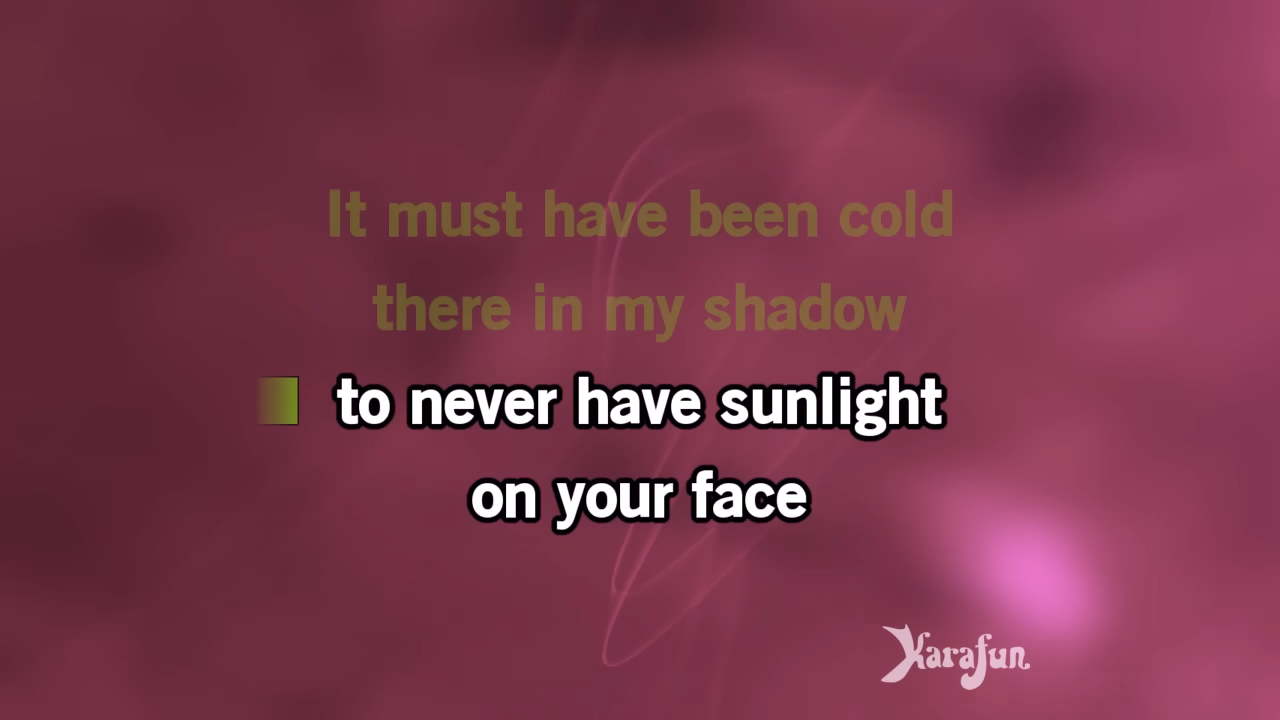 It must have been cold
there in my shadow
to never have sunlight
on your face
Karafun